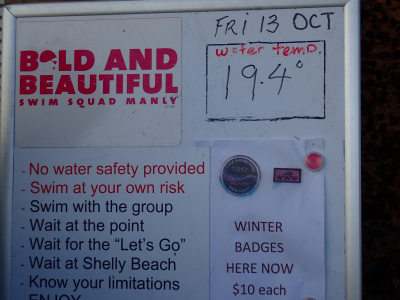 FRI 13 OCT
BOLD AND
BEAUTIFUL
SWIM SQUAD MANLY
water temp.
19.4°
- No water safety provided
- Swim at your own risk
- Swim with the group
- Wait at the point
- Wait for the "Let's Go"
- Wait at Shelly Beach
- Know your limitations
ENJOY
2017
WINTER
BADGES
HERE NOW
$10 each